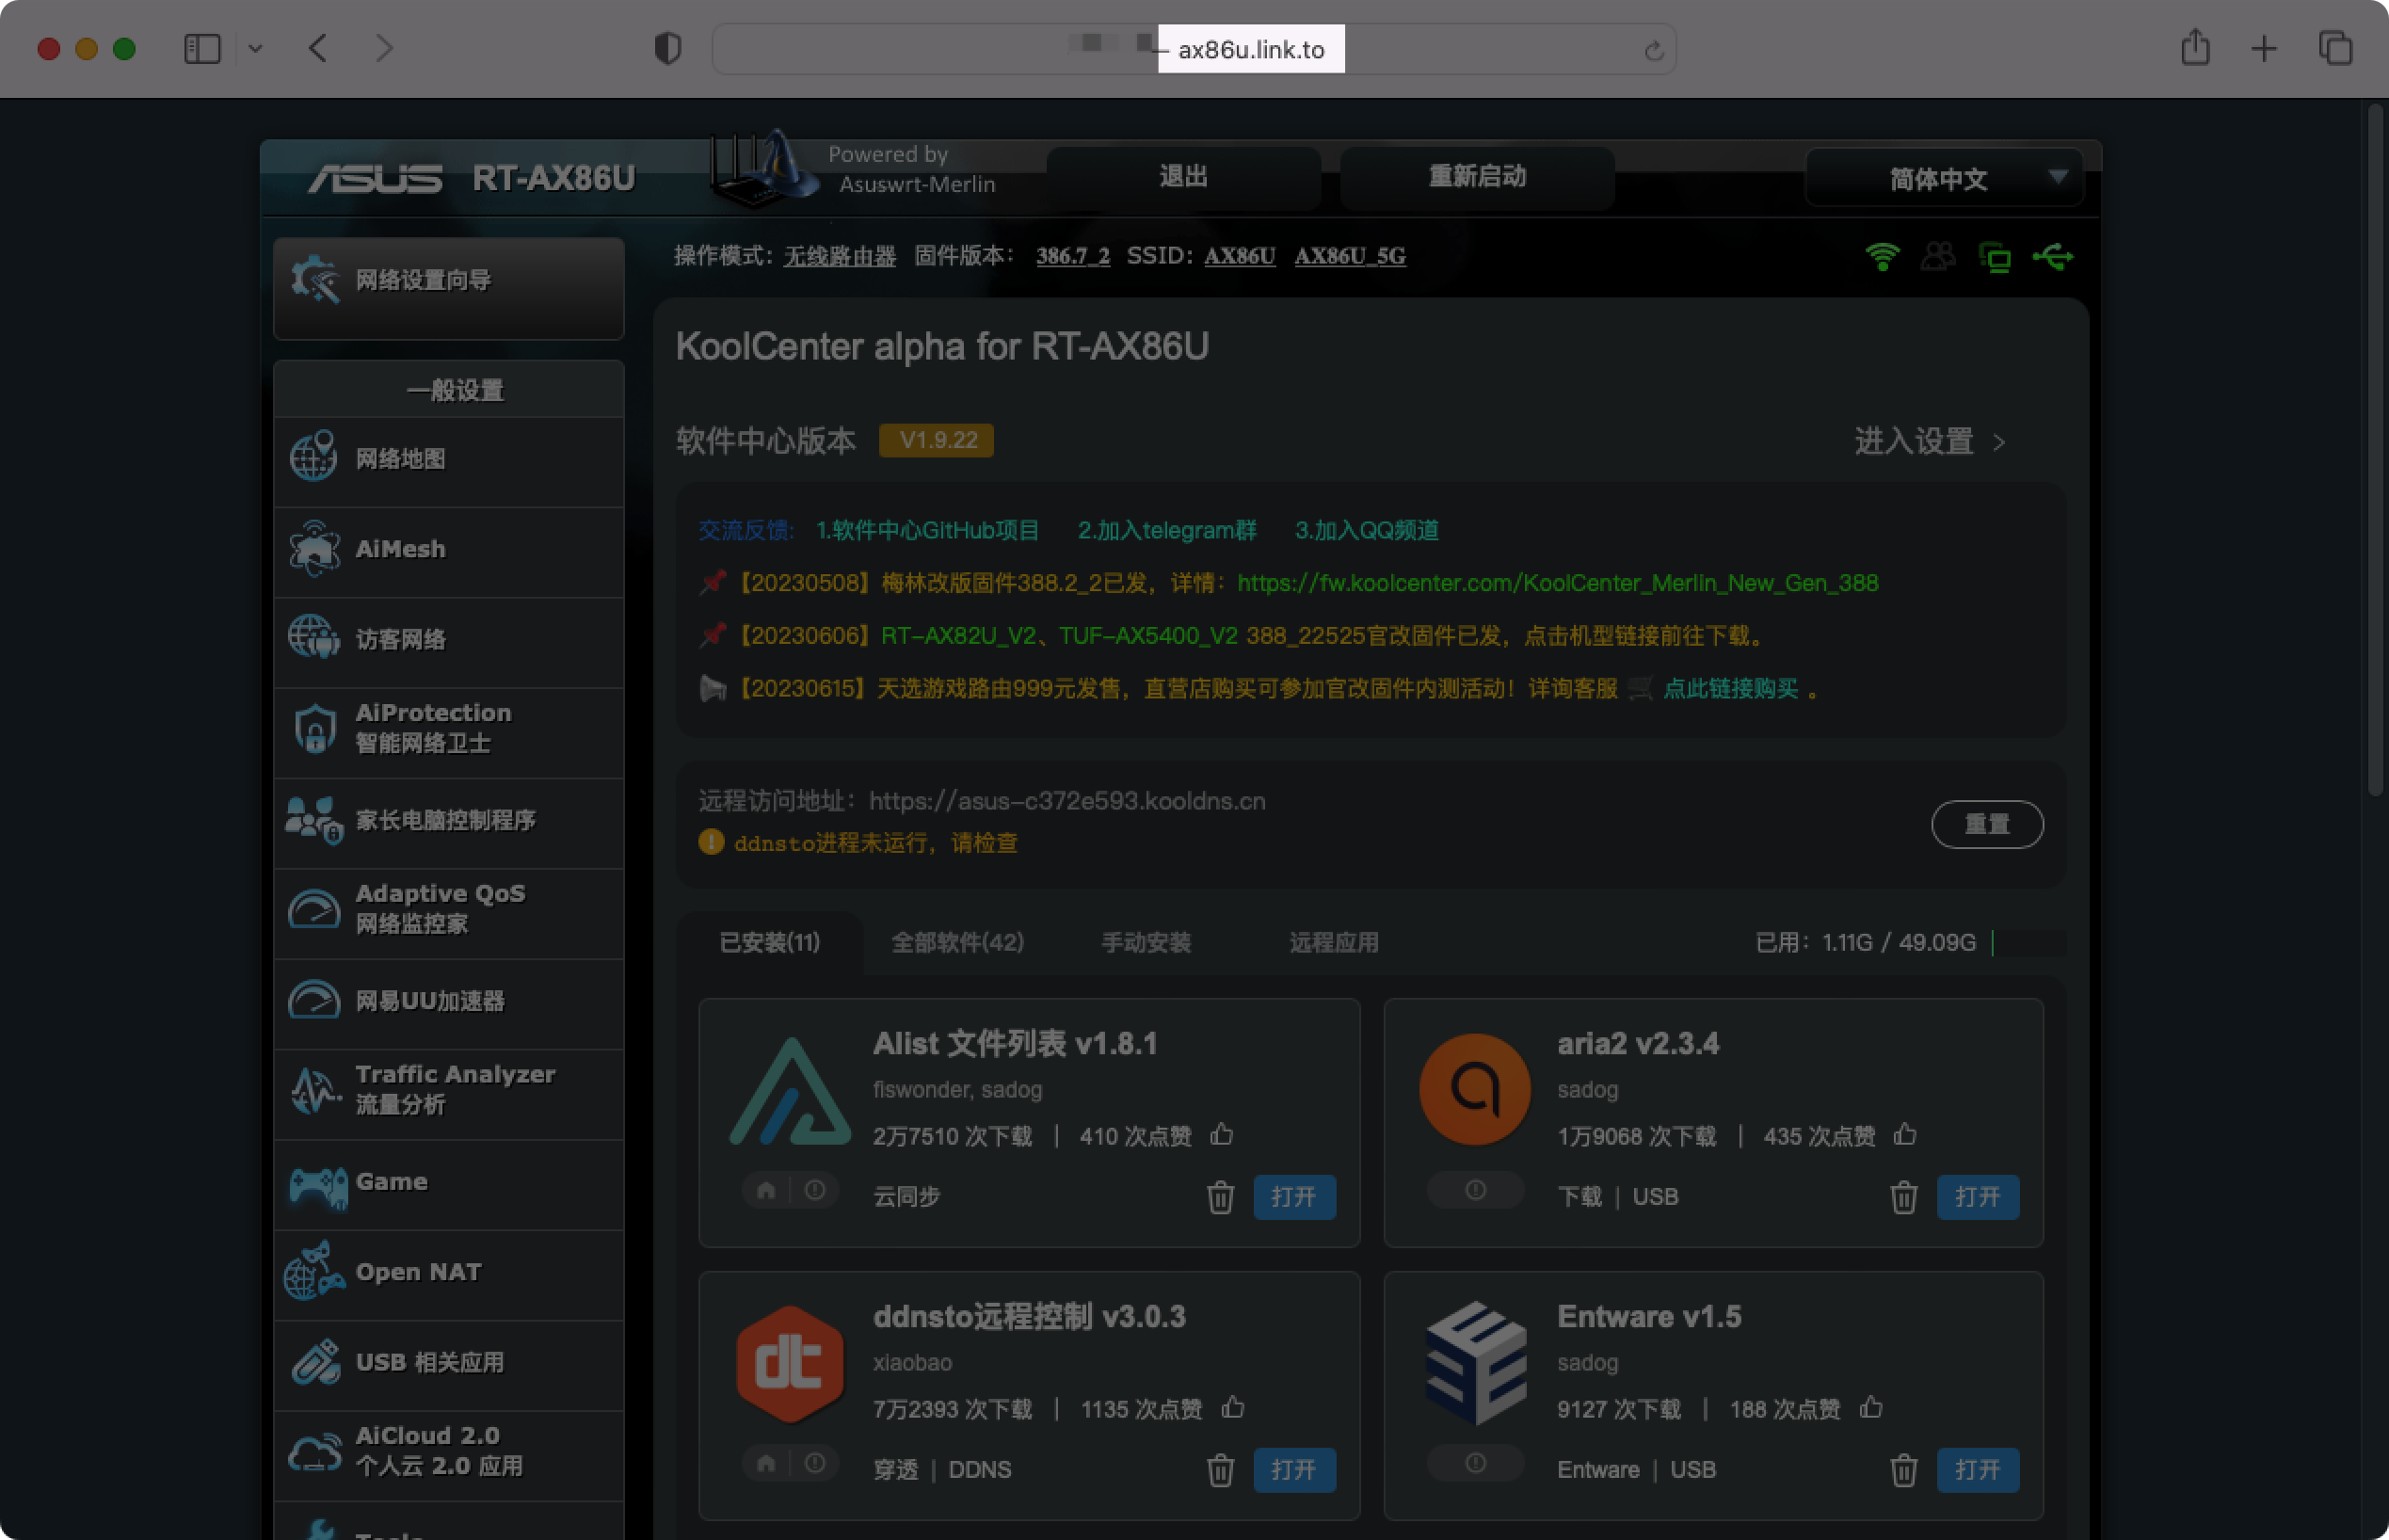 — ax86u.link.to
ASUS RT-AX86U
Powered by
Asuswrt-Merlin
退出
重新启动
简体中文
操作模式: 无线路由器 固件版本: 386.7_2 SSID: AX86U AX86U_5G
网络设置向导
一般设置
网络地图
AiMesh
访客网络
AiProtection
智能网络卫士
家长电脑控制程序
Adaptive QoS
网络监控家
网易UU加速器
Traffic Analyzer
流量分析
Game
Open NAT
USB 相关应用
AiCloud 2.0
个人云 2.0 应用
Tools
KoolCenter alpha for RT-AX86U
软件中心版本 V1.9.22
进入设置 >
交流反馈: 1.软件中心GitHub项目 2.加入telegram群 3.加入QQ频道
【20230508】梅林改版固件388.2_2已发，详情：https://fw.koolcenter.com/KoolCenter_Merlin_New_Gen_388
【20230606】RT-AX82U_V2、TUF-AX5400_V2 388_22525官改固件已发，点击机型链接前往下载。
【20230615】天选游戏路由999元发售，直营店购买可参加官改固件内测活动！详询客服 点此链接购买 。
远程访问地址：https://asus-c372e593.kooldns.cn
ddnsto进程未运行，请检查
重置
已安装(11) 全部软件(42) 手动安装 远程应用
已用：1.11G / 49.09G
Alist 文件列表 v1.8.1
fiswonder, sadog
2万7510 次下载 | 410 次点赞
云同步
打开
aria2 v2.3.4
sadog
1万9068 次下载 | 435 次点赞
下载 | USB
打开
dt
ddnsto远程控制 v3.0.3
xiaobao
7万2393 次下载 | 1135 次点赞
穿透 | DDNS
打开
Entware v1.5
sadog
9127 次下载 | 188 次点赞
Entware | USB
打开